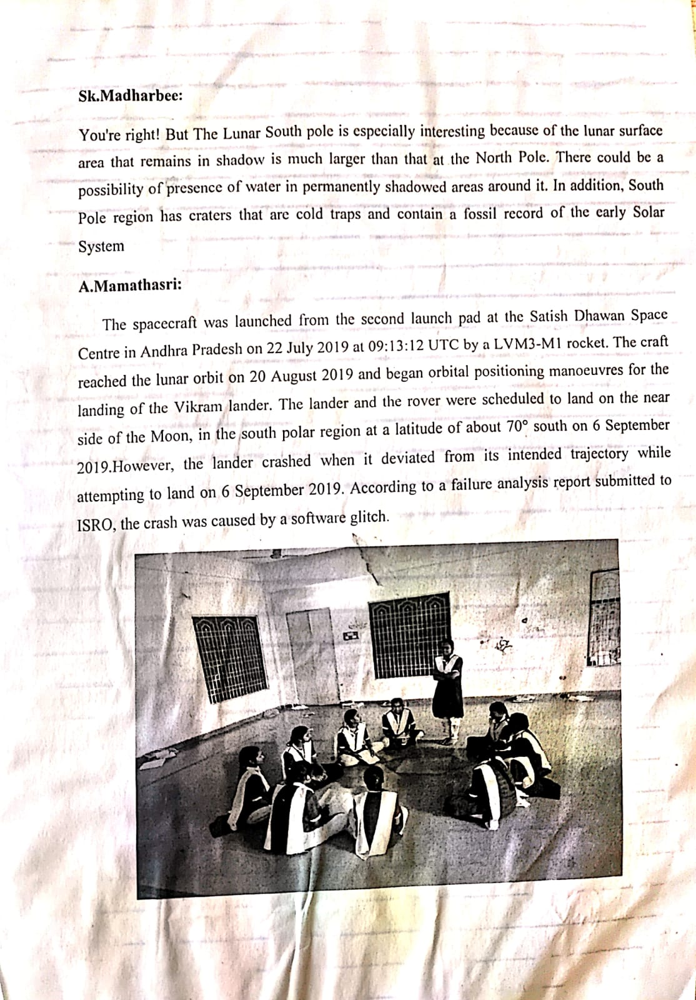 Sk.Madharbee:
You're right! But The Lunar South pole is especially interesting because of the lunar surface
area that remains in shadow is much larger than that at the North Pole. There could be a
possibility of presence of water in permanently shadowed areas around it. In addition, South
Pole region has craters that are cold traps and contain a fossil record of the early Solar
System
A.Mamathasri:
The spacecraft was launched from the second launch pad at the Satish Dhawan Space
Centre in Andhra Pradesh on 22 July 2019 at 09:13:12 UTC by a LVM3-M1 rocket. The craft
reached the lunar orbit on 20 August 2019 and began orbital positioning manoeuvres for the
landing of the Vikram lander. The lander and the rover were scheduled to land on the near
side of the Moon, in the south polar region at a latitude of about 70° south on 6 September
2019.However, the lander crashed when it deviated from its intended trajectory while
attempting to land on 6 September 2019. According to a failure analysis report submitted to
ISRO, the crash was caused by a software glitch.